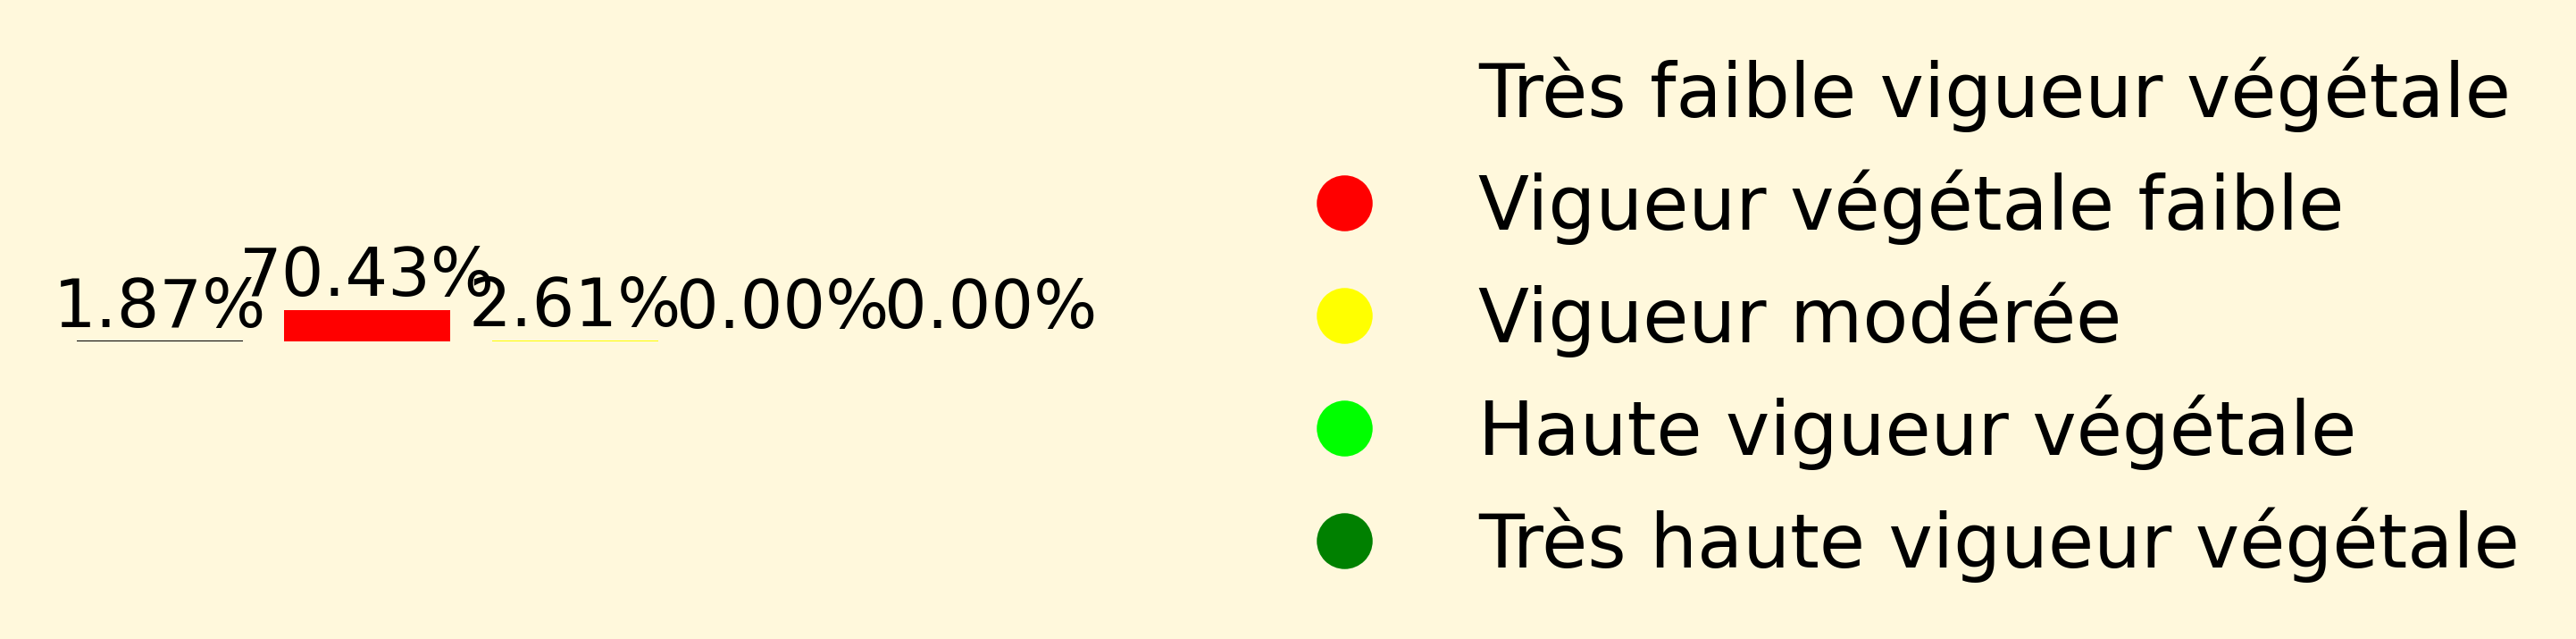 1.87%
70.43%
2.61%
0.00%
0.00%
Très faible vigueur végétale
Vigueur végétale faible
Vigueur modérée
Haute vigueur végétale
Très haute vigueur végétale